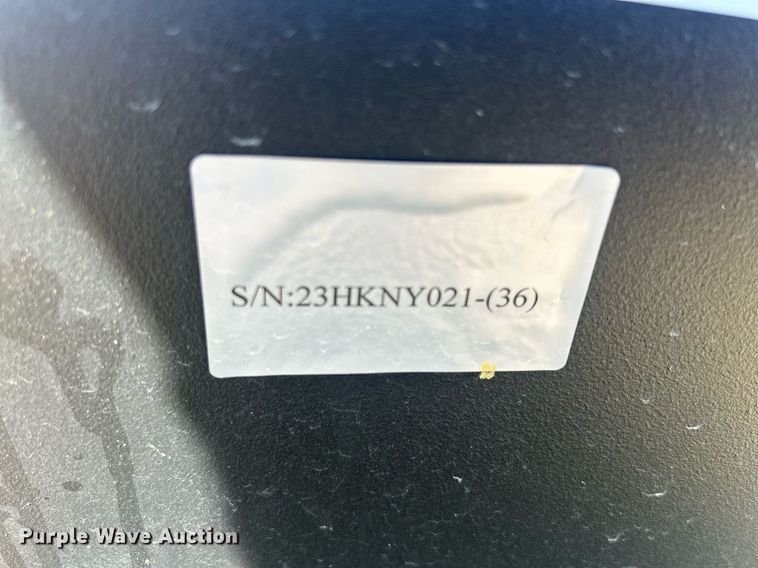 S/N:23HKNY021-(36)
Purple Wave Auction